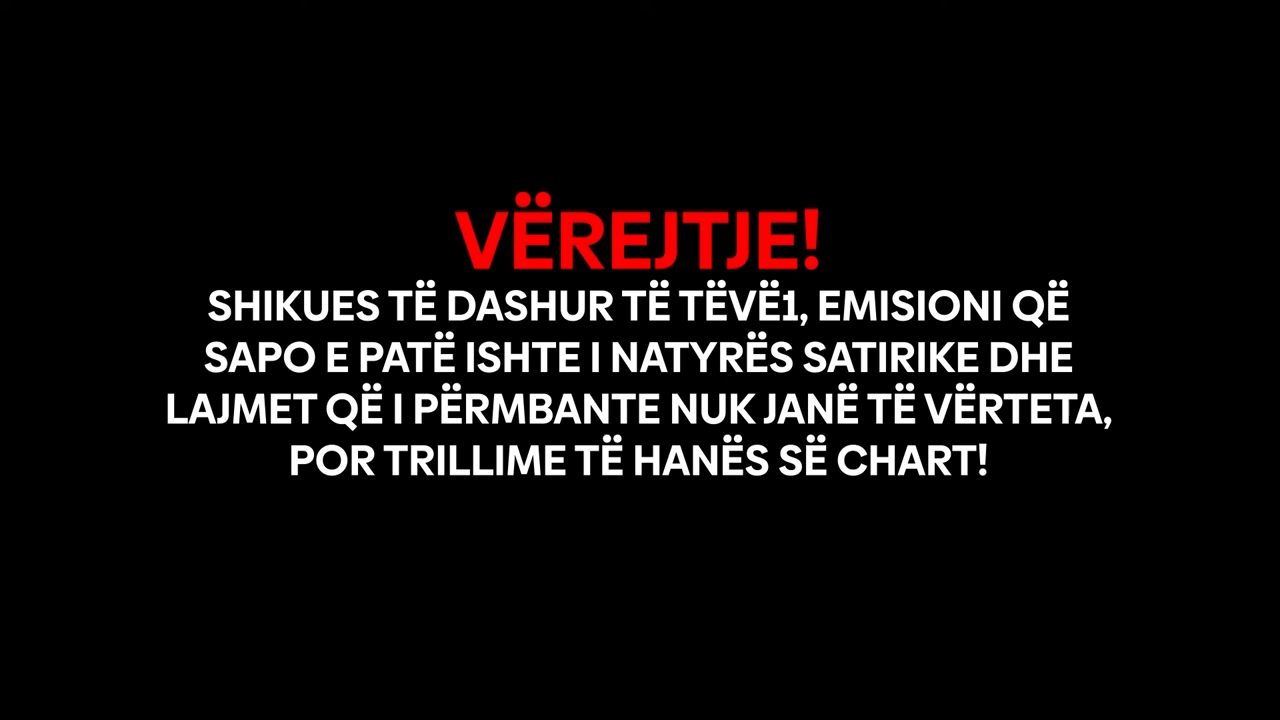 VËREJTJE!
SHIKUES TË DASHUR TË TËVË1, EMISIONI QË
SAPO E PATË ISHTE I NATYRËS SATIRIKE DHE
LAJMET QË I PËRMBANTE NUK JANË TË VËRTETA,
POR TRILLIME TË HANËS SË CHART!